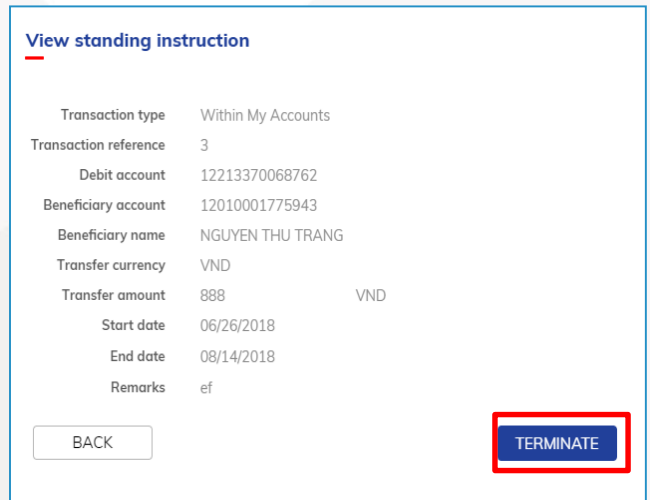 View standing instruction
Transaction type Within My Accounts
Transaction reference 3
Debit account 12213370068762
Beneficiary account 12010001775943
Beneficiary name NGUYEN THU TRANG
Transfer currency VND
Transfer amount 888 VND
Start date 06/26/2018
End date 08/14/2018
Remarks ef
BACK TERMINATE